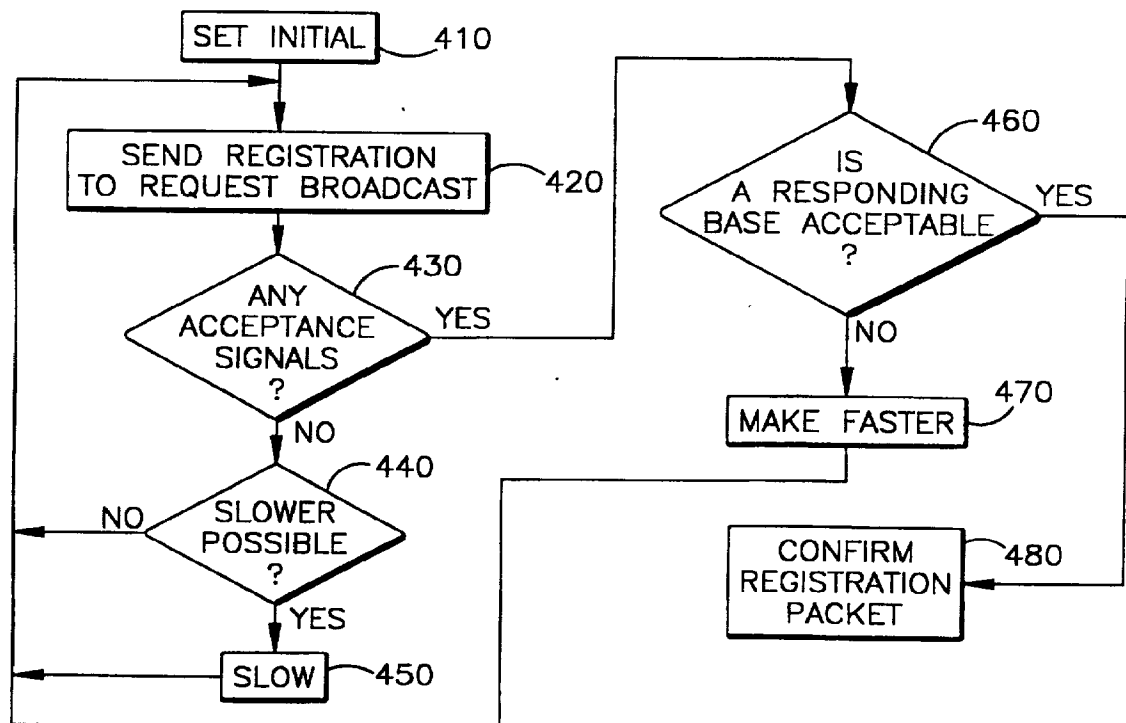 SET INITIAL
410
SEND REGISTRATION
TO REQUEST BROADCAST
420
430
ANY
ACCEPTANCE
SIGNALS
?
YES
NO
440
SLOWER
POSSIBLE
?
NO
YES
SLOW
450
460
IS
A RESPONDING
BASE ACCEPTABLE
?
YES
NO
470
MAKE FASTER
480
CONFIRM
REGISTRATION
PACKET